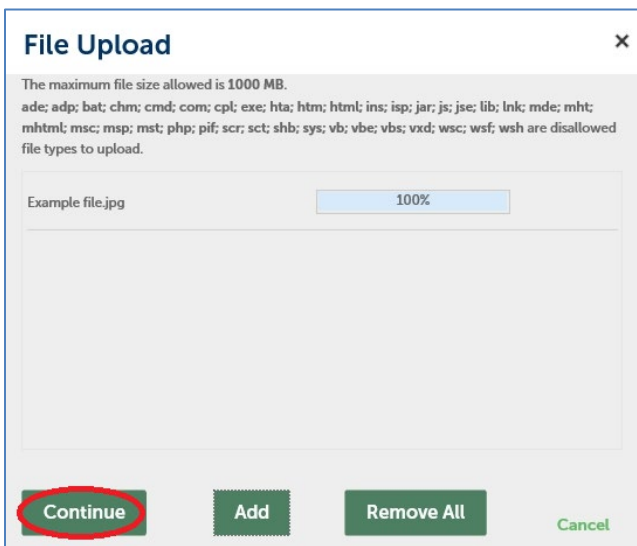 File Upload ×
The maximum file size allowed is 1000 MB.
ade; adp; bat; chm; cmd; com; cpl; exe; hta; htm; html; ins; isp; jar; js; jse; lib; lnk; mde; mht;
mhtml; msc; msp; mst; php; pif; scr; sct; shb; sys; vb; vbe; vbs; vxd; wsc; wsf; wsh are disallowed
file types to upload.
Example file.jpg 100%
Continue Add Remove All Cancel